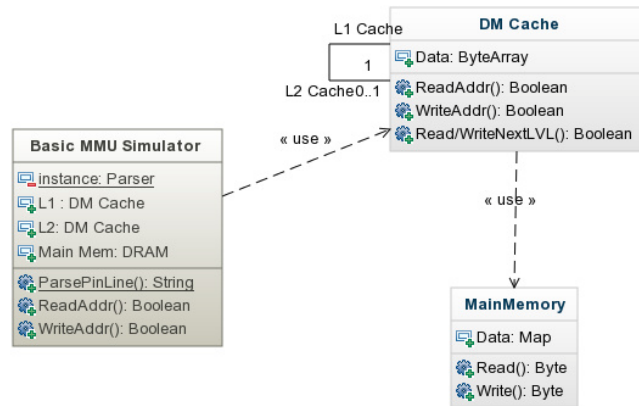 L1 Cache
1
L2 Cache0..1
DM Cache
Data: ByteArray
ReadAddr(): Boolean
WriteAddr(): Boolean
Read/WriteNextLVL(): Boolean
« use »
« use »
Basic MMU Simulator
instance: Parser
L1 : DM Cache
L2: DM Cache
Main Mem: DRAM
ParsePinLine(): String
ReadAddr(): Boolean
WriteAddr(): Boolean
MainMemory
Data: Map
Read(): Byte
Write(): Byte